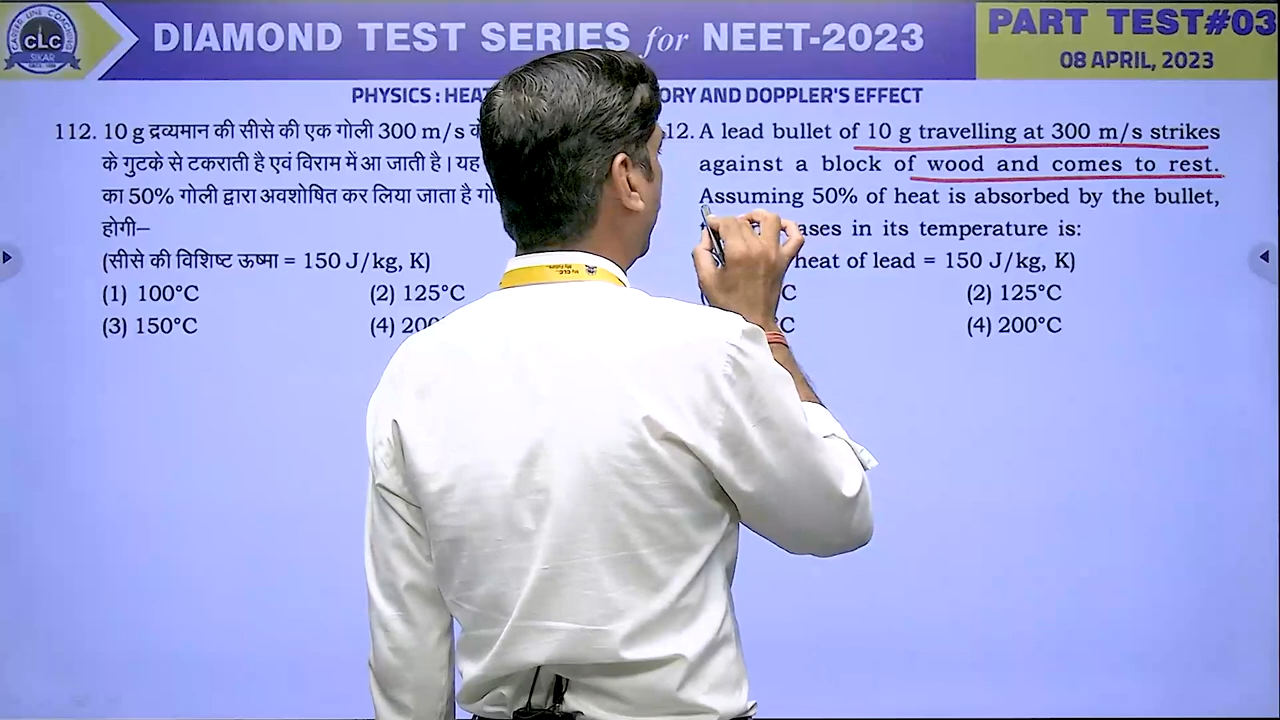 DIAMOND TEST SERIES for NEET-2023
PART TEST#03
08 APRIL, 2023
CLC
SIKAR
PHYSICS : HEAT ORY AND DOPPLER'S EFFECT
112. 10 g द्रव्यमान की सीसे की एक गोली 300 m/s
के गुटके से टकराती है एवं विराम में आ जाती है। यह
का 50% गोली द्वारा अवशोषित कर लिया जाता है गो
होगी–
(सीसे की विशिष्ट ऊष्मा = 150 J/kg, K)
(1) 100°C (2) 125°C
(3) 150°C (4) 200
12. A lead bullet of 10 g travelling at 300 m/s strikes
against a block of wood and comes to rest.
Assuming 50% of heat is absorbed by the bullet,
ases in its temperature is:
heat of lead = 150 J/kg, K)
C (2) 125°C
C (4) 200°C